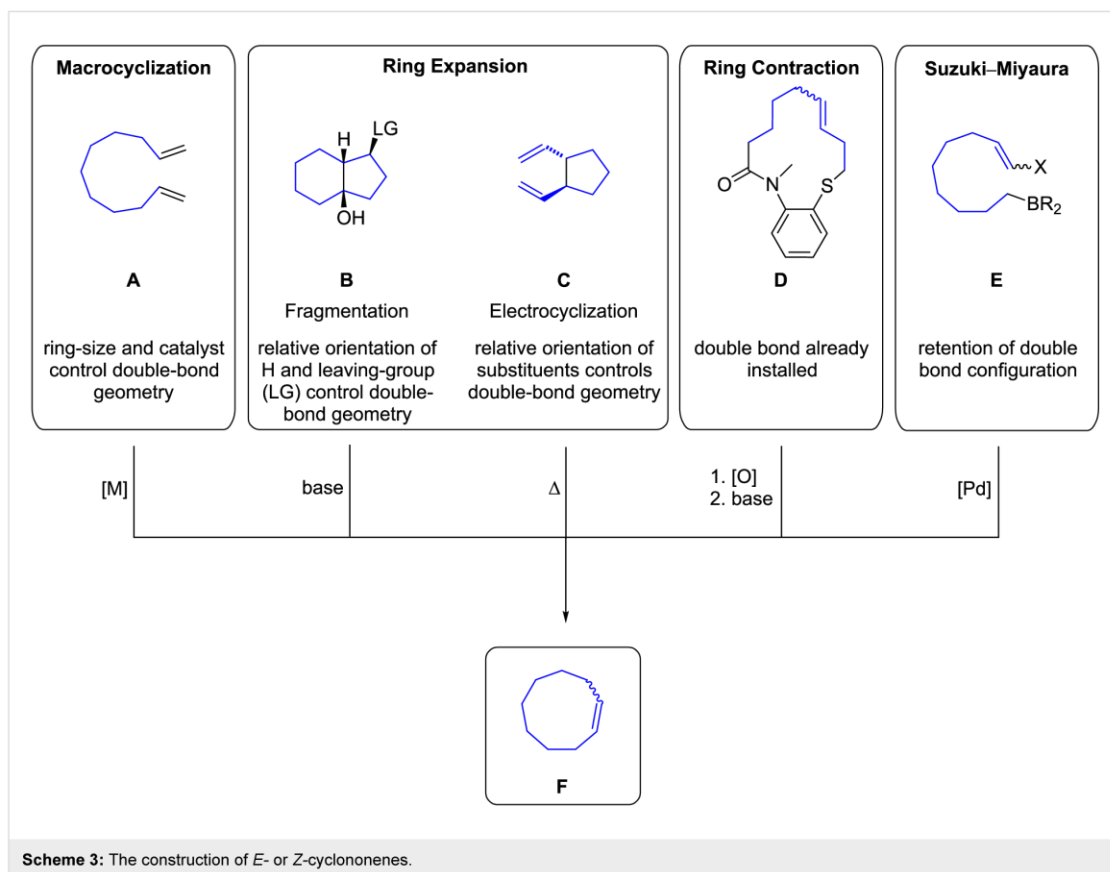 Macrocyclization
Ring Expansion
Ring Contraction
Suzuki–Miyaura
H
LG
OH
O
N
S
X
BR2
A
B
C
D
E
Fragmentation
Electrocyclization
ring-size and catalyst
control double-bond
geometry
relative orientation of
H and leaving-group
(LG) control double-
bond geometry
relative orientation of
substituents controls
double-bond geometry
double bond already
installed
retention of double
bond configuration
[M]
base
Δ
1. [O]
2. base
[Pd]
F
Scheme 3: The construction of E- or Z-cyclononenes.